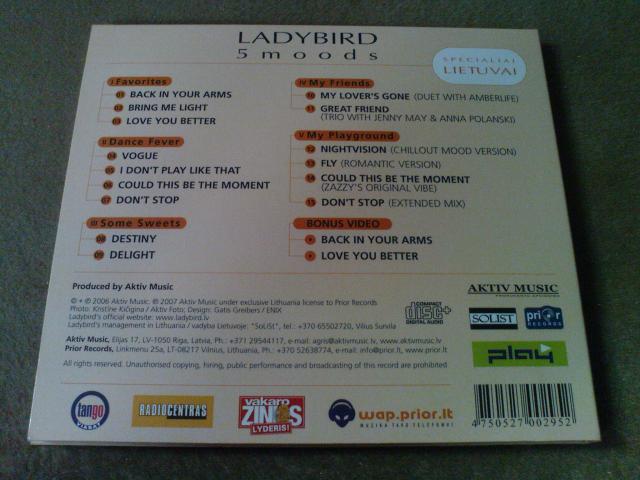 LADYBIRD
5 moods
SPECIALIAI
LIETUVAI
I Favorites
01 BACK IN YOUR ARMS
02 BRING ME LIGHT
03 LOVE YOU BETTER
II Dance Fever
04 VOGUE
05 I DON'T PLAY LIKE THAT
06 COULD THIS BE THE MOMENT
07 DON'T STOP
III Some Sweets
08 DESTINY
09 DELIGHT
IV My Friends
10 MY LOVER'S GONE (DUET WITH AMBERLIFE)
11 GREAT FRIEND
(TRIO WITH JENNY MAY & ANNA POLANSKI)
V My Playground
12 NIGHTVISION (CHILLOUT MOOD VERSION)
13 FLY (ROMANTIC VERSION)
14 COULD THIS BE THE MOMENT
(ZAZZY'S ORIGINAL VIBE)
15 DON'T STOP (EXTENDED MIX)
BONUS VIDEO
BACK IN YOUR ARMS
LOVE YOU BETTER
Produced by Aktiv Music
© + ℗ 2006 Aktiv Music, ℗ 2007 Aktiv Music under exclusive Lithuania license to Prior Records
Photo: Kristīne Kičigina / Aktiv Foto; Design: Gatis Greibers / ENIX
Ladybird's official website: www.ladybird.lv
Ladybird's management in Lithuania / vadyba Lietuvoje: "SoLISt", tel.: +370 65502720, Vilius Survila
Aktiv Music, Elijas 17, LV-1050 Riga, Latvia, Ph.: +371 29544117, e-mail: agris@aktivmusic.lv, www.aktivmusic.lv
Prior Records, Linkmenu 25a, LT-08217 Vilnius, Lithuania, Ph.: +370 52638774, e-mail: info@prior.lt, www.prior.lt
All rights reserved. Unauthorised copying, hiring, public performance and broadcasting of this record are prohibited
COMPACT
disc+
DIGITAL AUDIO
AKTIV MUSIC
SOLIST
prior
RECORDS
play
tango
VIASAT
RADIOCENTRAS
vakaro
ŽINIOS
LYDERIS!
wap.prior.lt
MUZIKA TAVO TELEFONUI
4 750527 002952